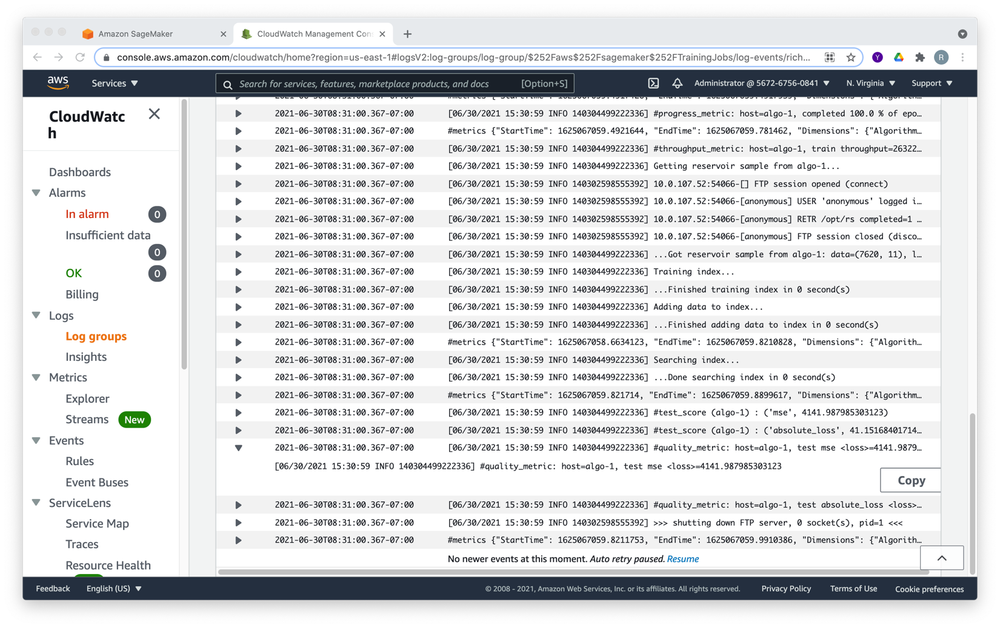 Amazon SageMaker
CloudWatch Management Con
console.aws.amazon.com/cloudwatch/home?region=us-east-1#logsV2:log-groups/log-group/$252Faws$252Fsagemaker$252FTrainingJobs/log-events/rich...
Y
R
aws
Services
Search for services, features, marketplace products, and docs
[Option+S]
Administrator @ 5672-6756-0841
N. Virginia
Support
CloudWatc
h
Dashboards
Alarms
In alarm
0
Insufficient data
0
OK
0
Billing
Logs
Log groups
Insights
Metrics
Explorer
Streams
New
Events
Rules
Event Buses
ServiceLens
Service Map
Traces
Resource Health
2021-06-30T08:31:00.367-07:00 [06/30/2021 15:30:59 INFO 140304499222336] #progress_metric: host=algo-1, completed 100.0 % of epo...
2021-06-30T08:31:00.367-07:00 #metrics {"StartTime": 1625067059.4921644, "EndTime": 1625067059.781462, "Dimensions": {"Algorithm...
2021-06-30T08:31:00.367-07:00 [06/30/2021 15:30:59 INFO 140304499222336] #throughput_metric: host=algo-1, train throughput=26322...
2021-06-30T08:31:00.367-07:00 [06/30/2021 15:30:59 INFO 140304499222336] Getting reservoir sample from algo-1...
2021-06-30T08:31:00.367-07:00 [06/30/2021 15:30:59 INFO 140302598555392] 10.0.107.52:54066-[] FTP session opened (connect)
2021-06-30T08:31:00.367-07:00 [06/30/2021 15:30:59 INFO 140302598555392] 10.0.107.52:54066-[anonymous] USER 'anonymous' logged i...
2021-06-30T08:31:00.367-07:00 [06/30/2021 15:30:59 INFO 140302598555392] 10.0.107.52:54066-[anonymous] RETR /opt/rs completed=1 ...
2021-06-30T08:31:00.367-07:00 [06/30/2021 15:30:59 INFO 140302598555392] 10.0.107.52:54066-[anonymous] FTP session closed (disco...
2021-06-30T08:31:00.367-07:00 [06/30/2021 15:30:59 INFO 140304499222336] ...Got reservoir sample from algo-1: data=(7620, 11), l...
2021-06-30T08:31:00.367-07:00 [06/30/2021 15:30:59 INFO 140304499222336] Training index...
2021-06-30T08:31:00.367-07:00 [06/30/2021 15:30:59 INFO 140304499222336] ...Finished training index in 0 second(s)
2021-06-30T08:31:00.367-07:00 [06/30/2021 15:30:59 INFO 140304499222336] Adding data to index...
2021-06-30T08:31:00.367-07:00 [06/30/2021 15:30:59 INFO 140304499222336] ...Finished adding data to index in 0 second(s)
2021-06-30T08:31:00.367-07:00 #metrics {"StartTime": 1625067058.6634123, "EndTime": 1625067059.8210828, "Dimensions": {"Algorith...
2021-06-30T08:31:00.367-07:00 [06/30/2021 15:30:59 INFO 140304499222336] Searching index...
2021-06-30T08:31:00.367-07:00 [06/30/2021 15:30:59 INFO 140304499222336] ...Done searching index in 0 second(s)
2021-06-30T08:31:00.367-07:00 #metrics {"StartTime": 1625067059.821714, "EndTime": 1625067059.8899617, "Dimensions": {"Algorithm...
2021-06-30T08:31:00.367-07:00 [06/30/2021 15:30:59 INFO 140304499222336] #test_score (algo-1) : ('mse', 4141.987985303123)
2021-06-30T08:31:00.367-07:00 [06/30/2021 15:30:59 INFO 140304499222336] #test_score (algo-1) : ('absolute_loss', 41.15168401714...
2021-06-30T08:31:00.367-07:00 [06/30/2021 15:30:59 INFO 140304499222336] #quality_metric: host=algo-1, test mse <loss>=4141.9879...
[06/30/2021 15:30:59 INFO 140304499222336] #quality_metric: host=algo-1, test mse <loss>=4141.987985303123
Copy
2021-06-30T08:31:00.367-07:00 [06/30/2021 15:30:59 INFO 140304499222336] #quality_metric: host=algo-1, test absolute_loss <loss>...
2021-06-30T08:31:00.367-07:00 [06/30/2021 15:30:59 INFO 140302598555392] >>> shutting down FTP server, 0 socket(s), pid=1 <<<
2021-06-30T08:31:00.367-07:00 #metrics {"StartTime": 1625067059.8211753, "EndTime": 1625067059.9910386, "Dimensions": {"Algorith...
No newer events at this moment. Auto retry paused. Resume
Feedback
English (US)
© 2008 - 2021, Amazon Web Services, Inc. or its affiliates. All rights reserved.
Privacy Policy
Terms of Use
Cookie preferences